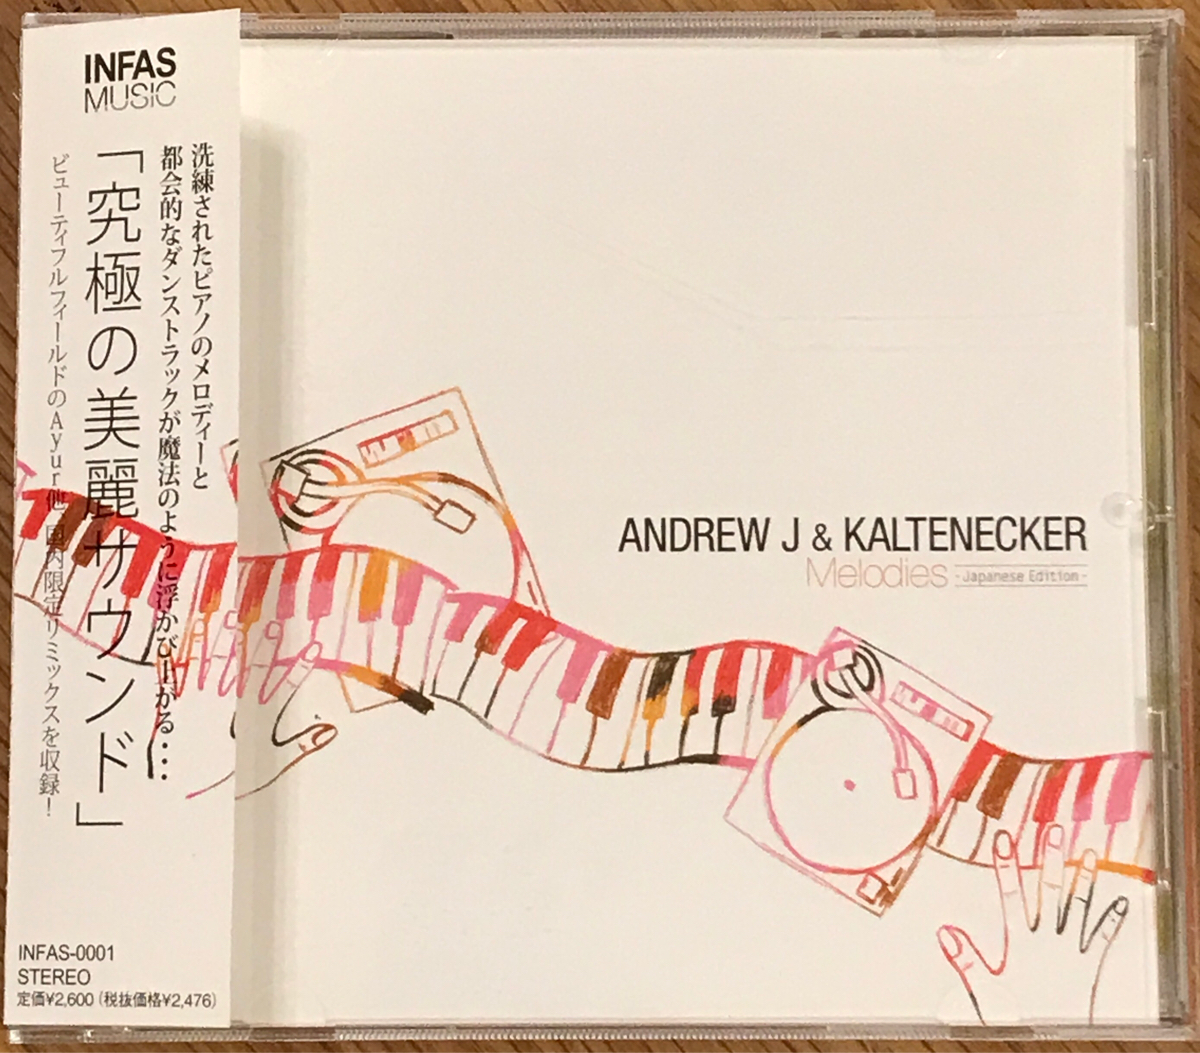 INFAS
MUSIC
洗練されたピアノのメロディーと
都会的なダンストラックが魔法のように浮かび上がる…
「究極の美麗サウンド」
ビューティフルフィールドのAyur他 国内限定リミックスを収録！
INFAS-0001
STEREO
定価¥2,600（税抜価格¥2,476）
ANDREW J & KALTENECKER
Melodies -Japanese Edition-